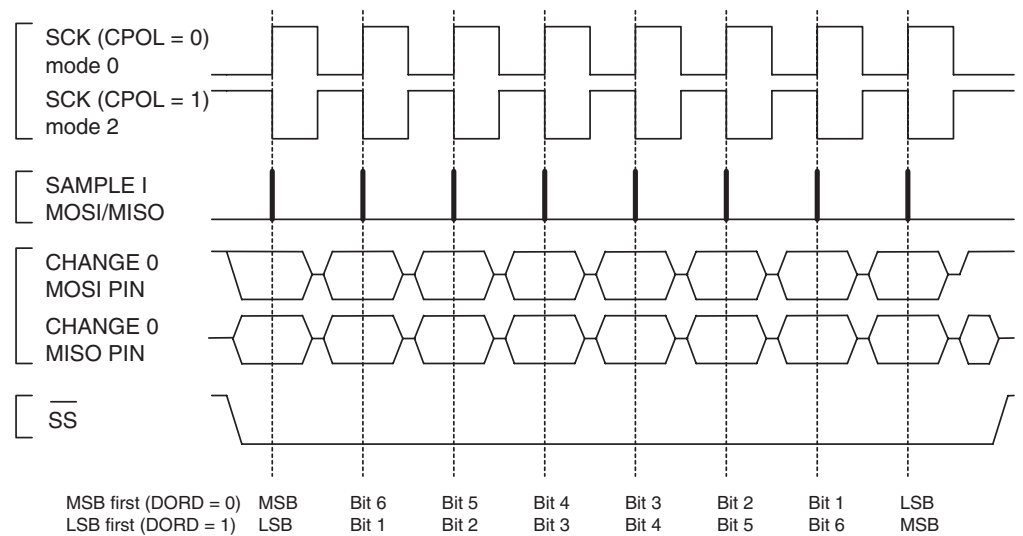 SCK (CPOL = 0)
mode 0
SCK (CPOL = 1)
mode 2
SAMPLE I
MOSI/MISO
CHANGE 0
MOSI PIN
CHANGE 0
MISO PIN
SS
MSB first (DORD = 0) MSB Bit 6 Bit 5 Bit 4 Bit 3 Bit 2 Bit 1 LSB
LSB first (DORD = 1) LSB Bit 1 Bit 2 Bit 3 Bit 4 Bit 5 Bit 6 MSB